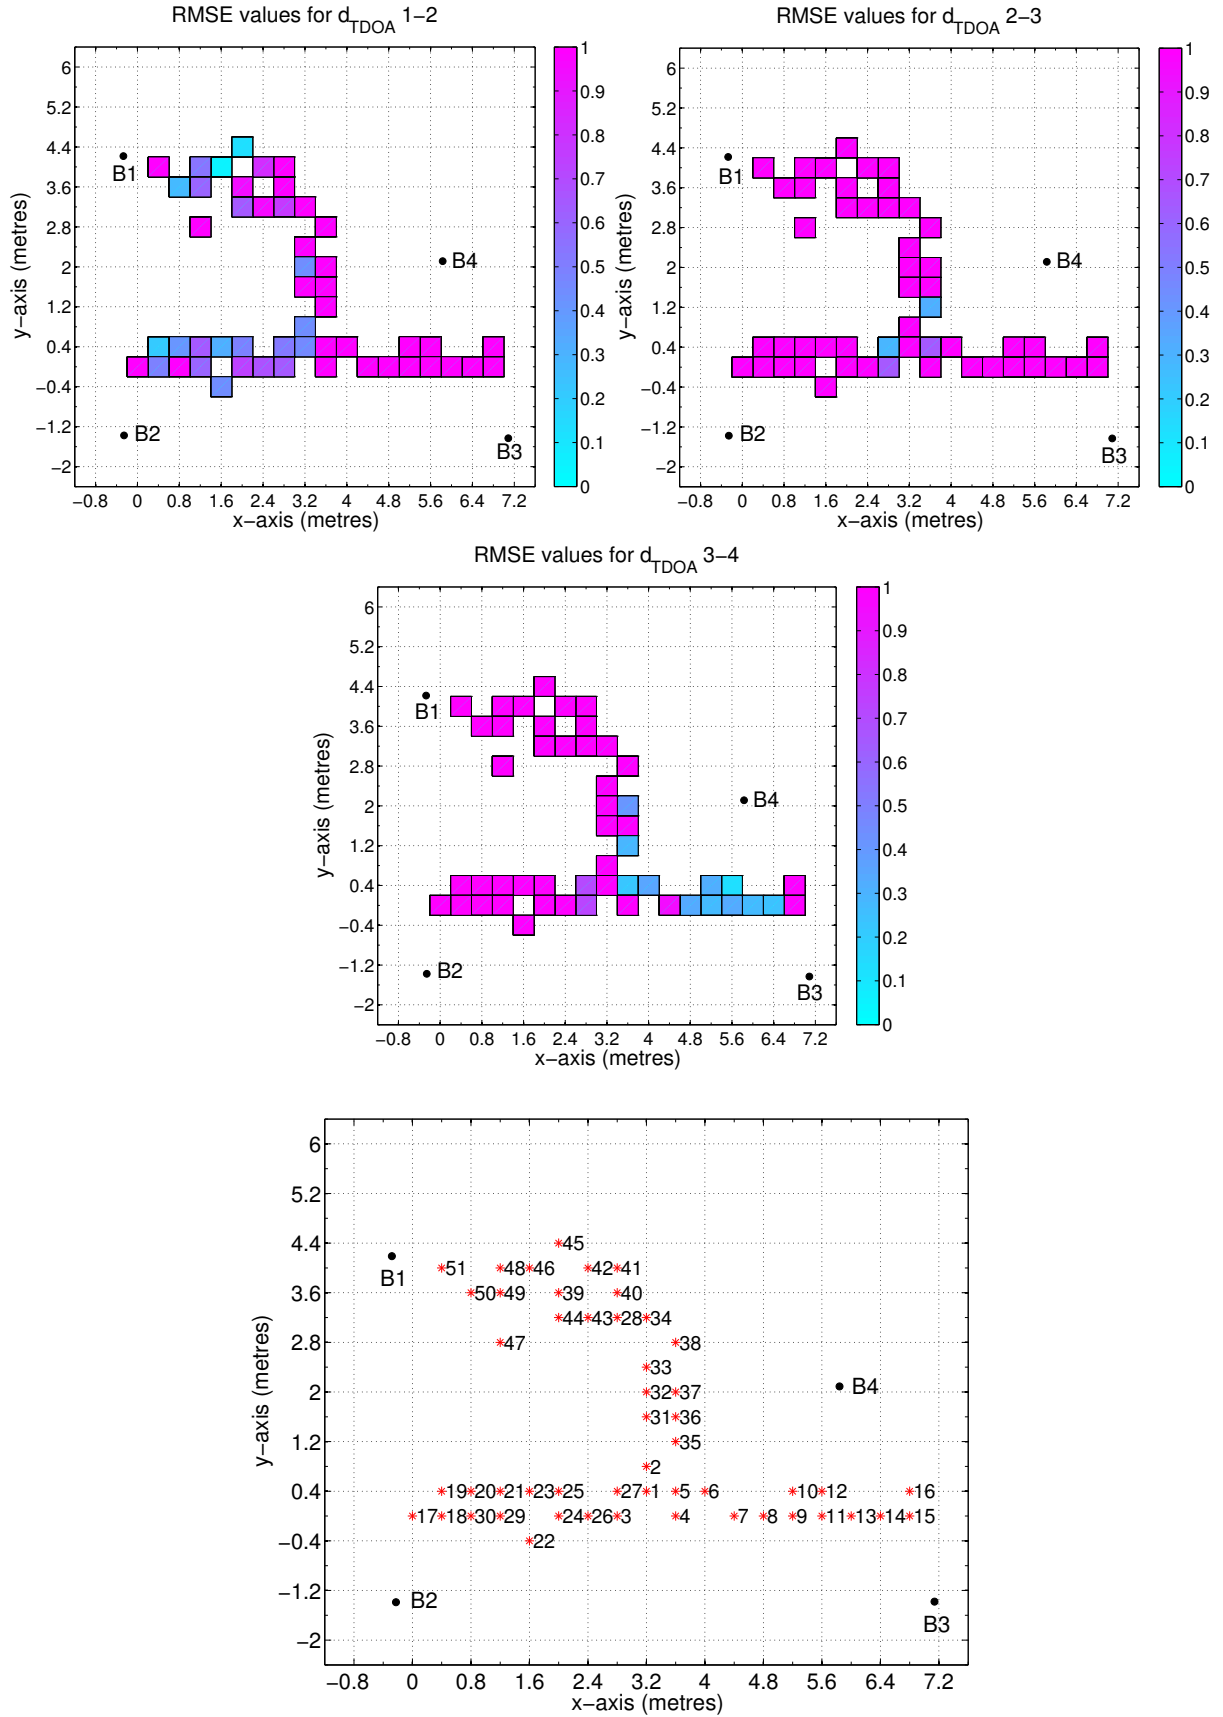 RMSE values for d_TDOA 1−2
RMSE values for d_TDOA 2−3
6
5.2
4.4
3.6
2.8
2
1.2
0.4
−0.4
−1.2
−2
y−axis (metres)
−0.8 0 0.8 1.6 2.4 3.2 4 4.8 5.6 6.4 7.2
x−axis (metres)
B1
B2
B3
B4
1
0.9
0.8
0.7
0.6
0.5
0.4
0.3
0.2
0.1
0
6
5.2
4.4
3.6
2.8
2
1.2
0.4
−0.4
−1.2
−2
y−axis (metres)
−0.8 0 0.8 1.6 2.4 3.2 4 4.8 5.6 6.4 7.2
x−axis (metres)
B1
B2
B3
B4
1
0.9
0.8
0.7
0.6
0.5
0.4
0.3
0.2
0.1
0
RMSE values for d_TDOA 3−4
6
5.2
4.4
3.6
2.8
2
1.2
0.4
−0.4
−1.2
−2
y−axis (metres)
−0.8 0 0.8 1.6 2.4 3.2 4 4.8 5.6 6.4 7.2
x−axis (metres)
B1
B2
B3
B4
1
0.9
0.8
0.7
0.6
0.5
0.4
0.3
0.2
0.1
0
6
5.2
4.4
3.6
2.8
2
1.2
0.4
−0.4
−1.2
−2
y−axis (metres)
45
B1
51 48 46 42 41
50 49 39 40
44 43 28 34
47 38
33
32 37
B4
31 36
35
2
19 20 21 23 25 27 1 5 6 10 12 16
17 18 30 29 24 26 3 4 7 8 9 11 13 14 15
22
B2
B3
−0.8 0 0.8 1.6 2.4 3.2 4 4.8 5.6 6.4 7.2
x−axis (metres)